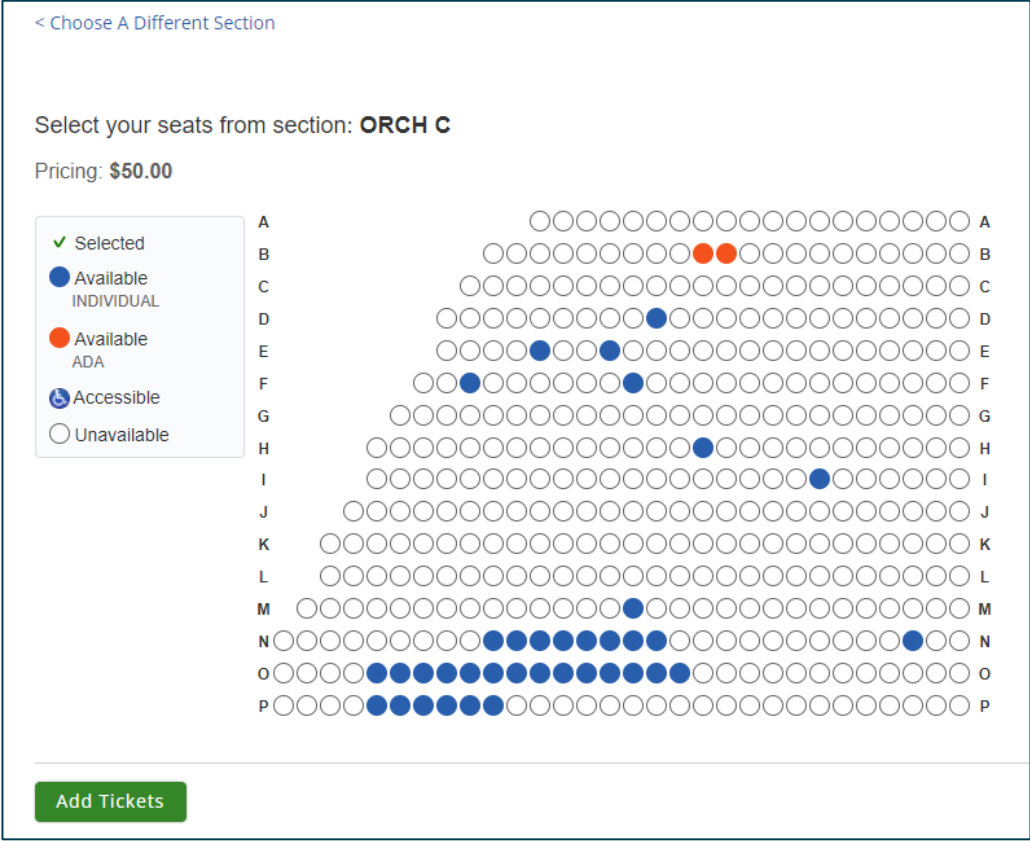 < Choose A Different Section
Select your seats from section: ORCH C
Pricing: $50.00
Selected
Available
INDIVIDUAL
Available
ADA
Accessible
Unavailable
A A
B B
C C
D D
E E
F F
G G
H H
I I
J J
K K
L L
M M
N N
O O
P P
Add Tickets